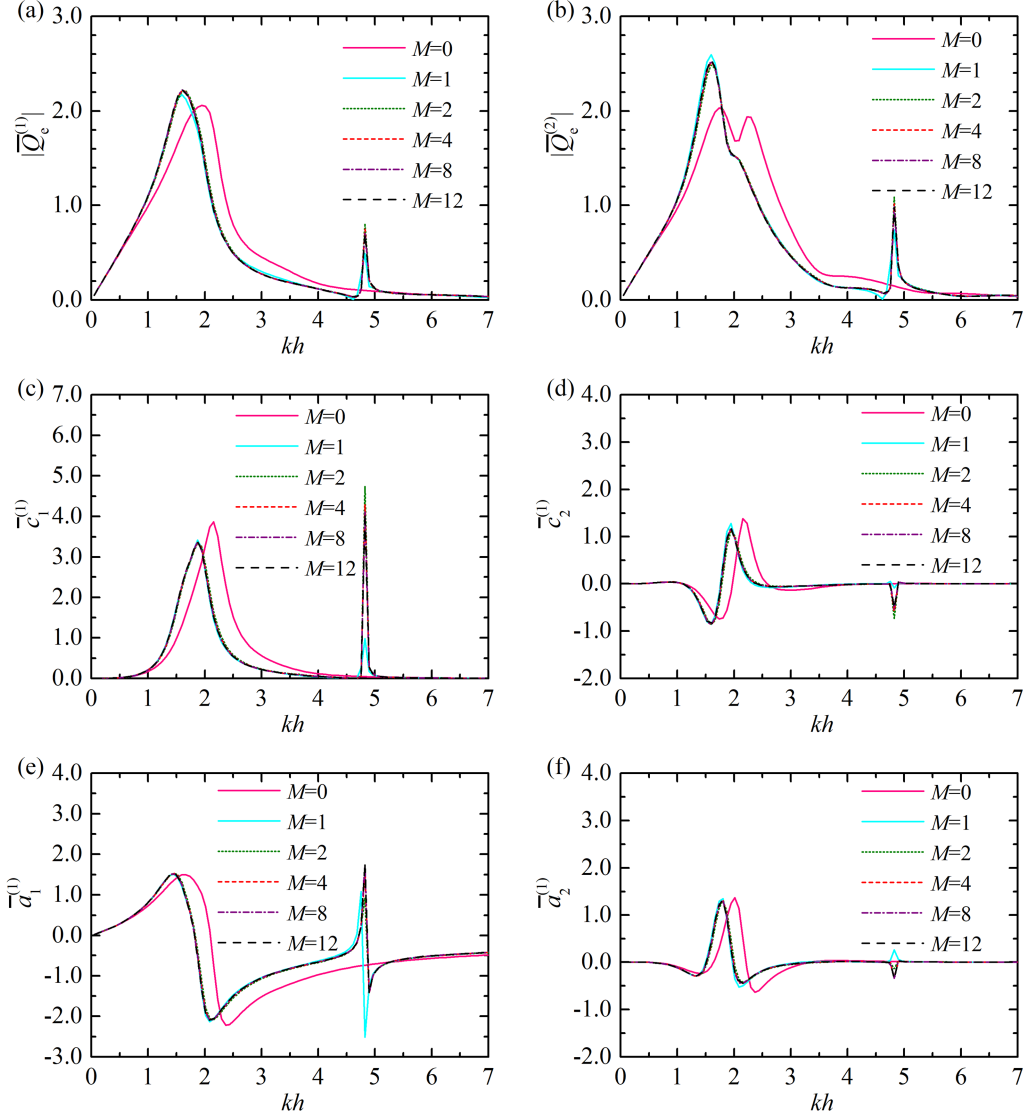 (a)
3.0
2.0
1.0
0.0
|Q̅ₑ⁽¹⁾|
M=0
M=1
M=2
M=4
M=8
M=12
0 1 2 3 4 5 6 7
kh
(b)
3.0
2.0
1.0
0.0
|Q̅ₑ⁽²⁾|
M=0
M=1
M=2
M=4
M=8
M=12
0 1 2 3 4 5 6 7
kh
(c)
7.0
6.0
5.0
4.0
3.0
2.0
1.0
0.0
c̅₁⁽¹⁾
M=0
M=1
M=2
M=4
M=8
M=12
0 1 2 3 4 5 6 7
kh
(d)
4.0
3.0
2.0
1.0
0.0
-1.0
-2.0
c̅₂⁽¹⁾
M=0
M=1
M=2
M=4
M=8
M=12
0 1 2 3 4 5 6 7
kh
(e)
4.0
3.0
2.0
1.0
0.0
-1.0
-2.0
-3.0
a̅₁⁽¹⁾
M=0
M=1
M=2
M=4
M=8
M=12
0 1 2 3 4 5 6 7
kh
(f)
4.0
3.0
2.0
1.0
0.0
-1.0
-2.0
a̅₂⁽¹⁾
M=0
M=1
M=2
M=4
M=8
M=12
0 1 2 3 4 5 6 7
kh